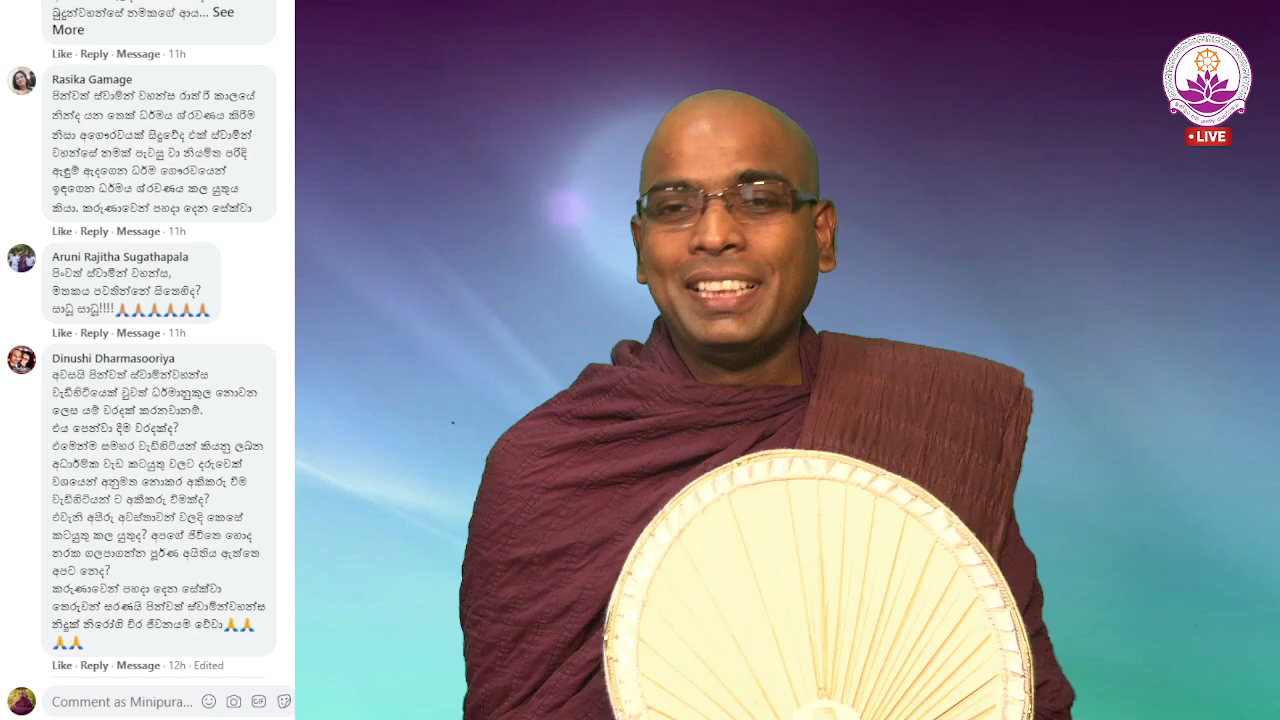 බුදුන්වහන්සේ නමකගේ ආය... See
More
Like · Reply · Message · 11h
Rasika Gamage
පින්වත් ස්වාමින් වහන්ස රාත්‍රී කාලයේ
නින්ද යන තෙක් ධර්මය ශ්‍රවණය කිරීම
නිසා අගෞරවයක් සිදුවේද එක් ස්වාමින්
වහන්සේ නමක් පැවසු වා නියමිත පරිදි
ඇඳුම් ඇදගෙන ධර්ම ගෞරවයෙන්
ඉඳගෙන ධර්මය ශ්‍රවණය කල යුතුය
කියා. කරුණාවෙන් පහදා දෙන සේක්වා
Like · Reply · Message · 11h
Aruni Rajitha Sugathapala
පිංවත් ස්වාමින් වහන්ස,
මතකය පවතින්නේ සිතෙහිද?
සාධු සාධු!!!!🙏🏼🙏🏼🙏🏼🙏🏼🙏🏼🙏🏼
Like · Reply · Message · 11h
Dinushi Dharmasooriya
අවසයි පින්වත් ස්වාමින්වහන්ස
වැඩිහිටියෙක් වුවත් ධර්මානුකුල නොවන
ලෙස යම් වරදක් කරනවානම්.
එය පෙන්වා දීම වරදක්ද?
එමෙන්ම සමහර වැඩිහිටියන් කියනු ලබන
අධාර්මික වැඩ කටයුතු වලට දරුවෙක්
වශයෙන් අනුමත නොකර අකීකරු වීම
වැඩිහිටියන් ට අකීකරු වීමක්ද?
එවැනි අසීරු අවස්තාවන් වලදි කෙසේ
කටයුතු කල යුතුද? අපගේ ජීවිතෙ හොඳ
නරක ගලපාගන්න පූර්ණ අයිතිය ඇත්තෙ
අපට නෙද?
කරුණාවෙන් පහදා දෙන සේක්වා
තෙරුවන් සරණයි පින්වත් ස්වාමින්වහන්ස
නිදුක් නිරෝගි චිර ජීවනයම වේවා🙏🙏
🙏🙏
Like · Reply · Message · 12h · Edited
Comment as Minipura...
GIF
• LIVE